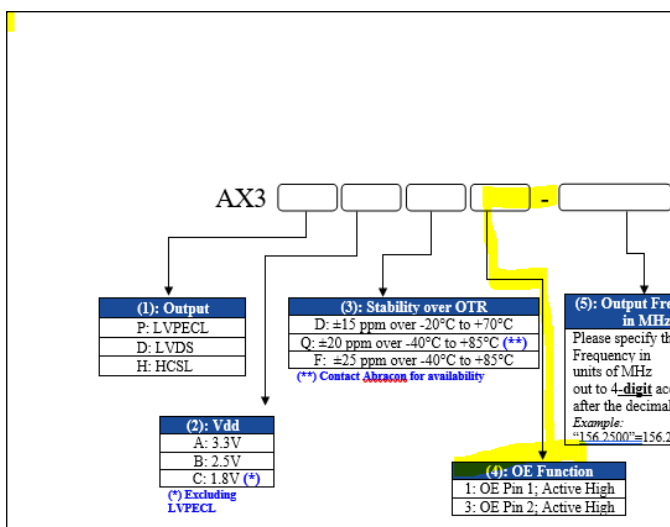 AX3 -
(1): Output
P: LVPECL
D: LVDS
H: HCSL
(2): Vdd
A: 3.3V
B: 2.5V
C: 1.8V (*)
(*) Excluding
LVPECL
(3): Stability over OTR
D: ±15 ppm over -20°C to +70°C
Q: ±20 ppm over -40°C to +85°C (**)
F: ±25 ppm over -40°C to +85°C
(**) Contact Abracon for availability
(4): OE Function
1: OE Pin 1; Active High
3: OE Pin 2; Active High
(5): Output Fre
in MHz
Please specify th
Frequency in
units of MHz
out to 4-digit acc
after the decimal
Example:
“156.2500”=156.2